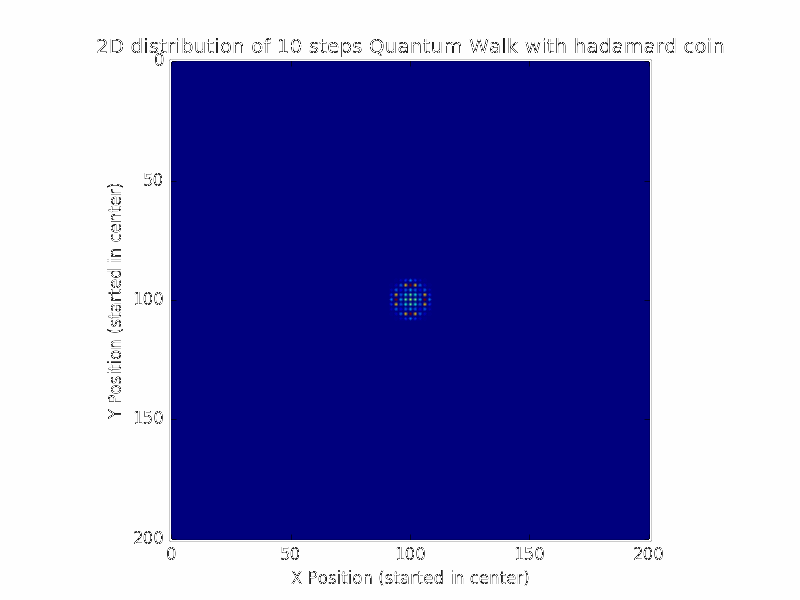 2D distribution of 10 steps Quantum Walk with hadamard coin
0
50
100
150
200
Y Position (started in center)
0 50 100 150 200
X Position (started in center)